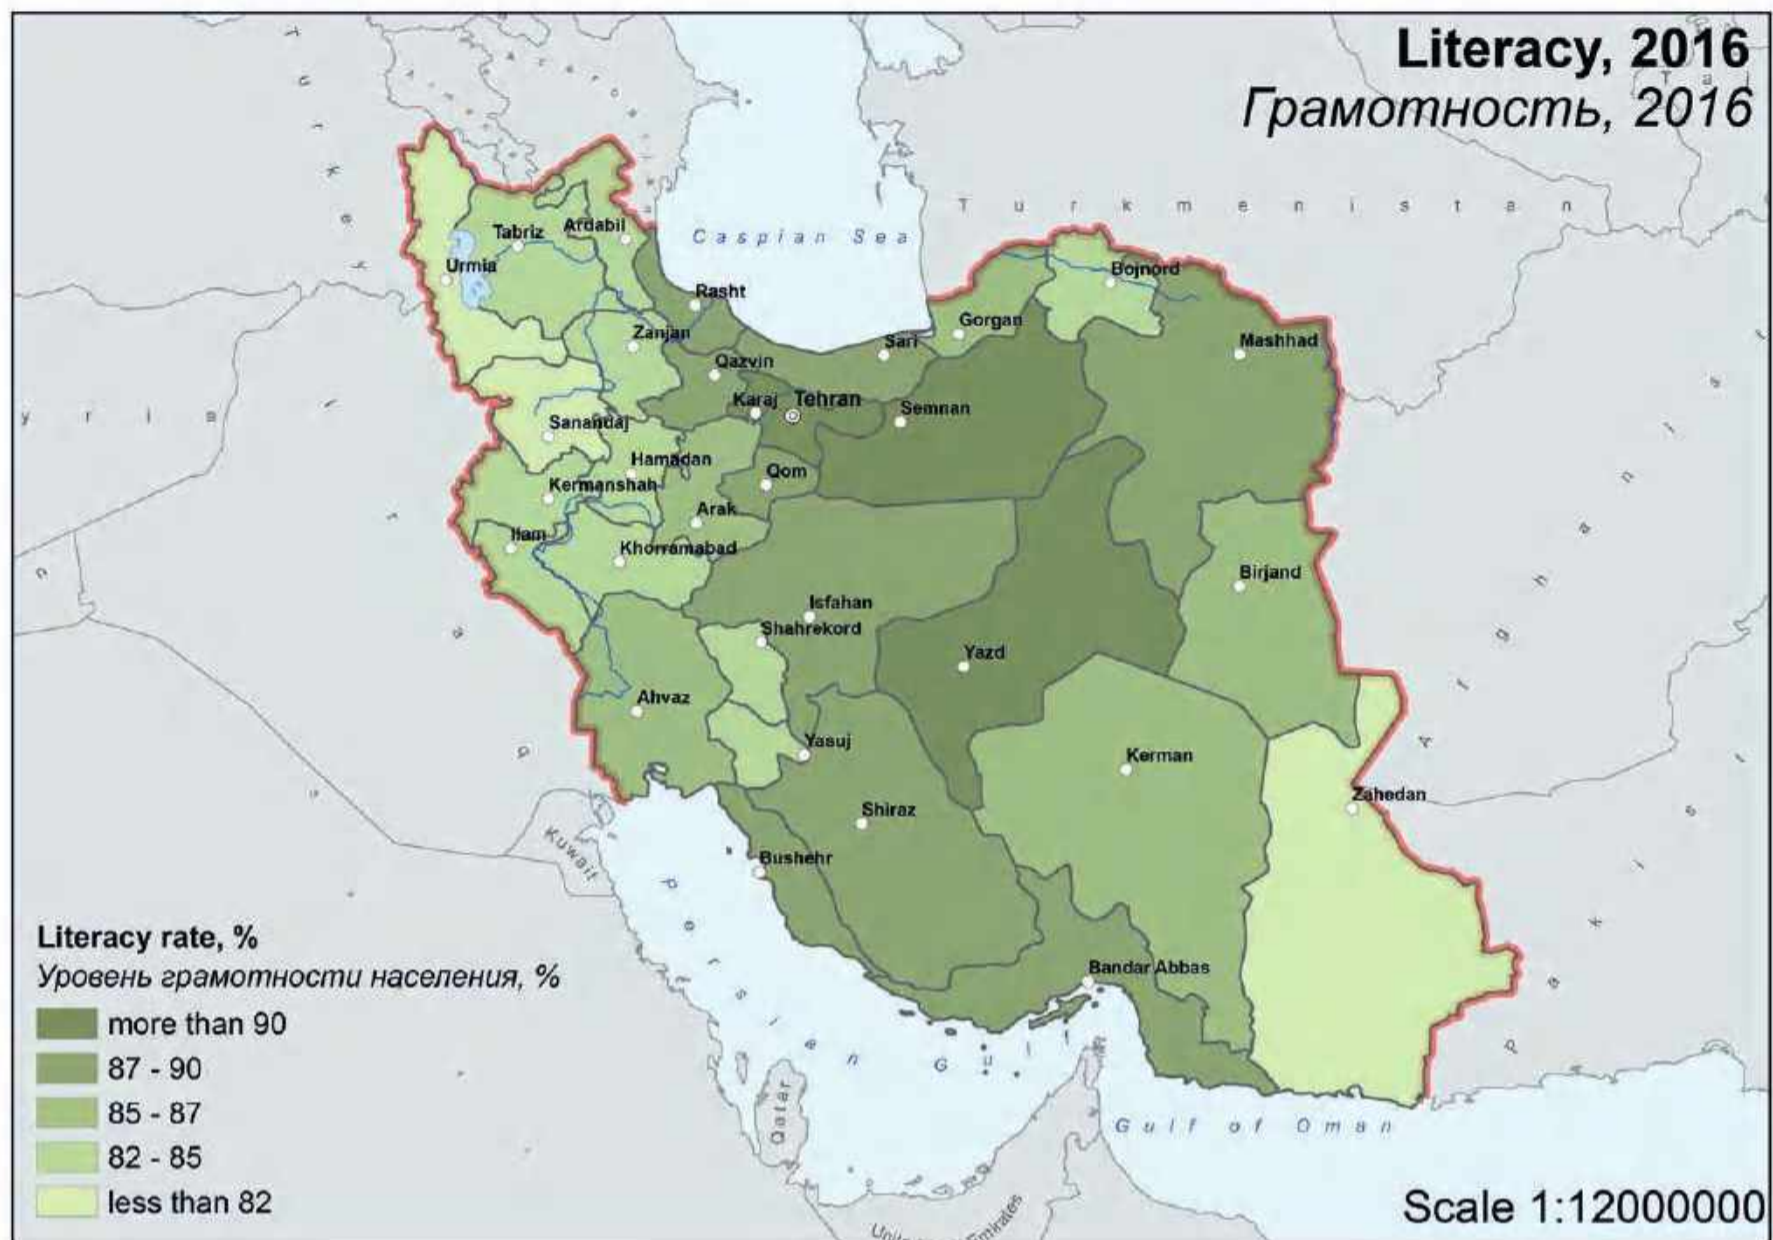 Literacy, 2016
Грамотность, 2016
Turkey
Turkmenistan
Caspian Sea
Tabriz
Ardabil
Urmia
Bojnord
Rasht
Gorgan
Zanjan
Sari
Mashhad
Qazvin
Karaj
Tehran
Semnan
Sanandaj
Hamadan
Qom
Kermanshah
Arak
Ilam
Khorramabad
Birjand
Isfahan
Shahrekord
Yazd
Ahvaz
Yasuj
Kerman
Zahedan
Shiraz
Kuwait
Bushehr
Bandar Abbas
Persien Gulf
Qatar
Gulf of Oman
Literacy rate, %
Уровень грамотности населения, %
more than 90
87 - 90
85 - 87
82 - 85
less than 82
Scale 1:12000000